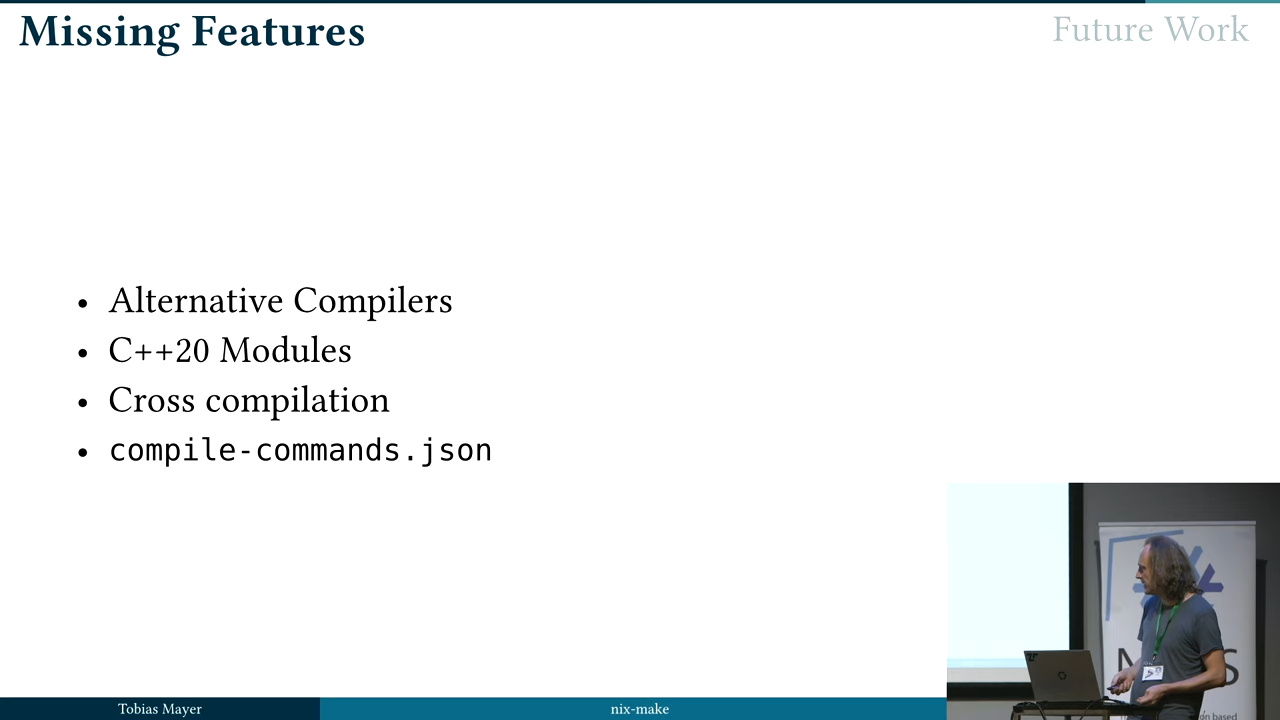 Missing Features
Future Work
• Alternative Compilers
• C++20 Modules
• Cross compilation
• compile-commands.json
Tobias Mayer
nix-make